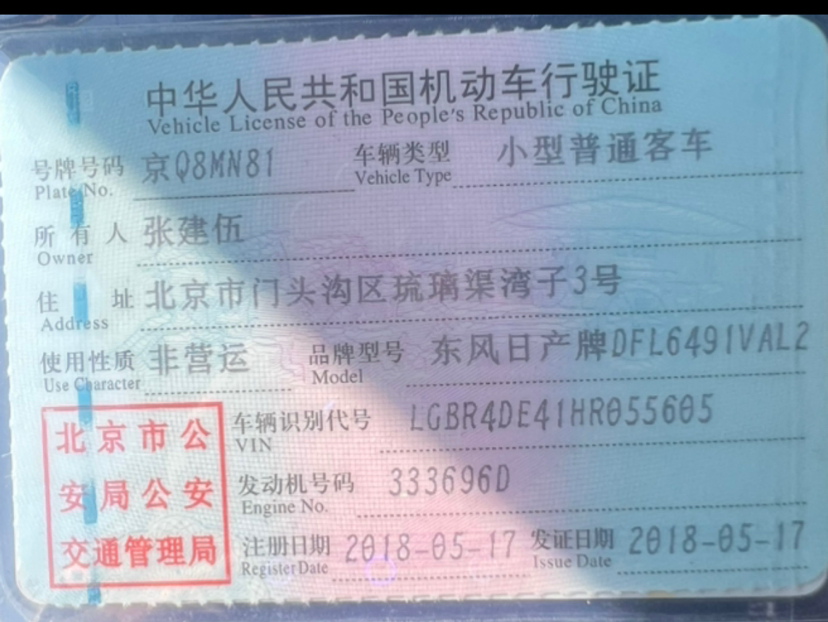 中华人民共和国机动车行驶证
Vehicle License of the People's Republic of China
号牌号码 京Q8MN81 车辆类型 小型普通客车
Plate No. Vehicle Type
所有人 张建伍
Owner
住址 北京市门头沟区琉璃渠湾子3号
Address
使用性质 非营运 品牌型号 东风日产牌DFL6491VAL2
Use Character Model
北京市公 车辆识别代号 LGBR4DE41HR055605
VIN
安局公安 发动机号码 333696D
Engine No.
交通管理局 注册日期 2018-05-17 发证日期 2018-05-17
Register Date Issue Date